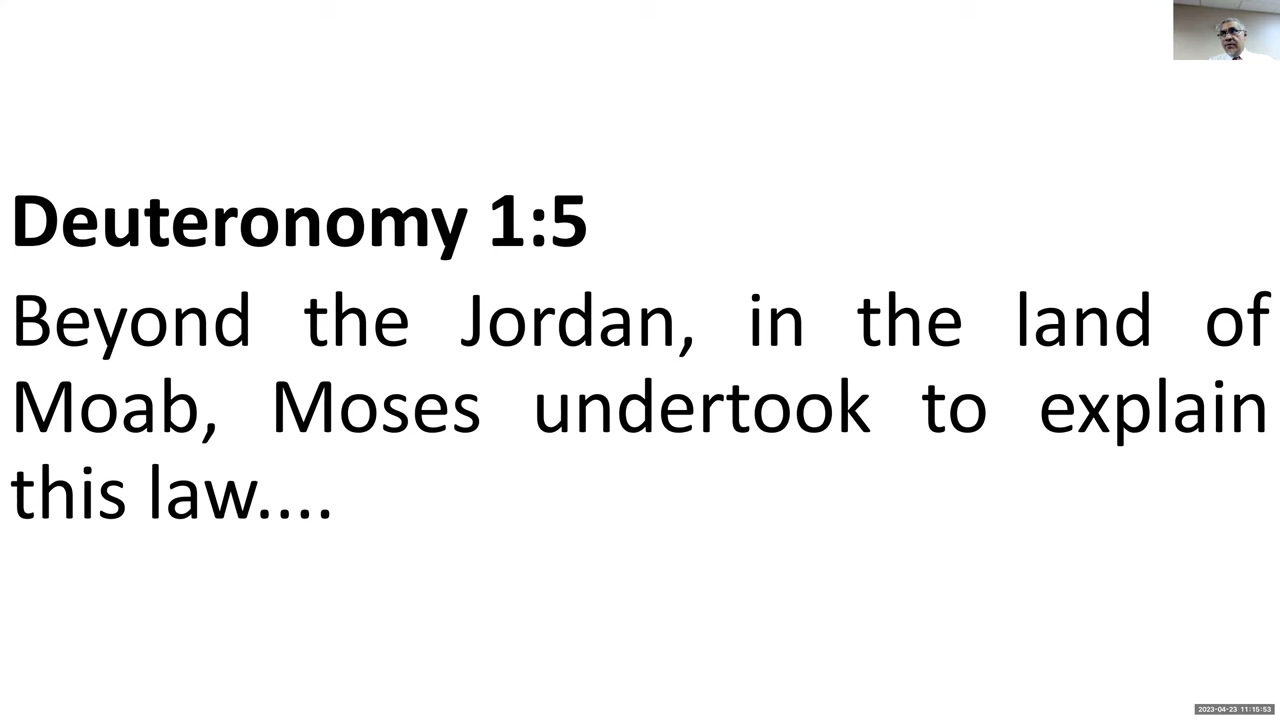 Deuteronomy 1:5
Beyond the Jordan, in the land of
Moab, Moses undertook to explain
this law....
2023-04-23 11:15:53